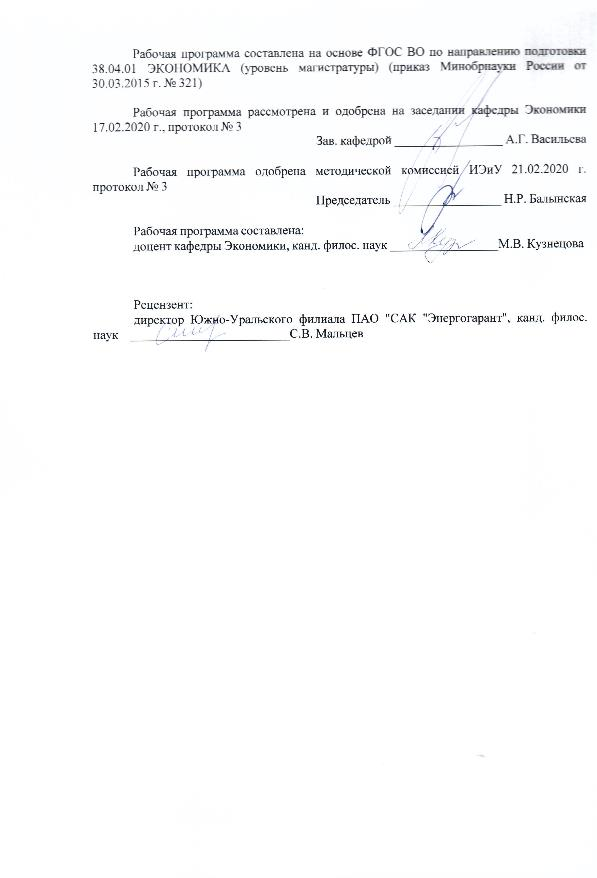 Рабочая программа составлена на основе ФГОС ВО по направлению подготовки
38.04.01 ЭКОНОМИКА (уровень магистратуры) (приказ Минобрнауки России от
30.03.2015 г. № 321)
Рабочая программа рассмотрена и одобрена на заседании кафедры Экономики
17.02.2020 г., протокол № 3
Зав. кафедрой __________________ А.Г. Васильева
Рабочая программа одобрена методической комиссией ИЭиУ 21.02.2020 г.
протокол № 3
Председатель __________________ Н.Р. Балынская
Рабочая программа составлена:
доцент кафедры Экономики, канд. филос. наук __________________М.В. Кузнецова
Рецензент:
директор Южно-Уральского филиала ПАО "САК "Энергогарант", канд. филос.
наук __________________________С.В. Мальцев